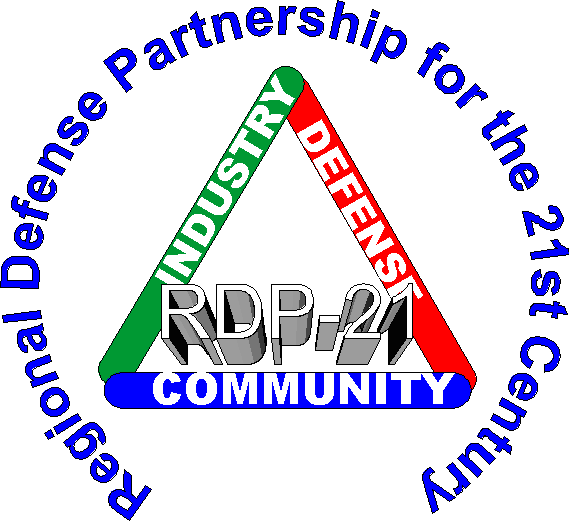 Regional Defense Partnership for the 21st Century
INDUSTRY
DEFENSE
RDP-21
COMMUNITY